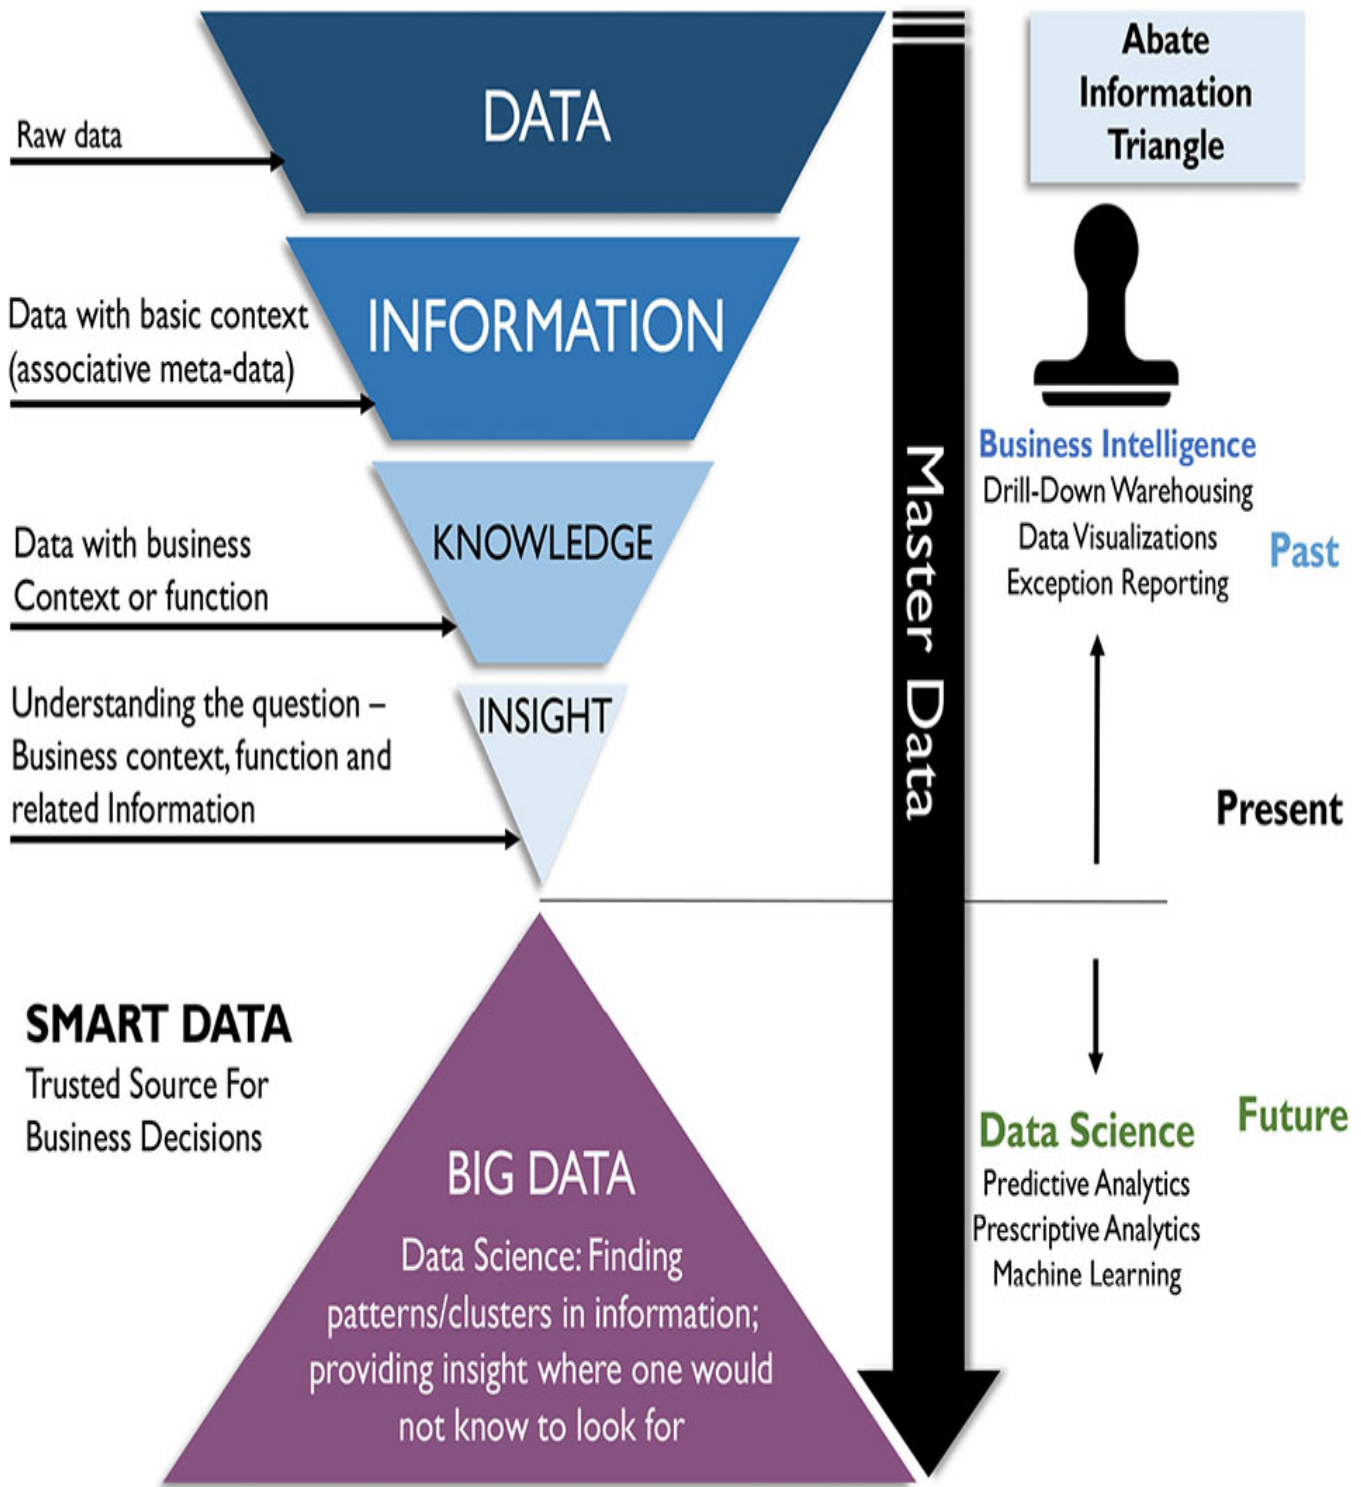 Abate
Information
Triangle
DATA
Raw data
INFORMATION
Data with basic context
(associative meta-data)
KNOWLEDGE
Data with business
Context or function
INSIGHT
Understanding the question –
Business context, function and
related Information
Master Data
Business Intelligence
Drill-Down Warehousing
Data Visualizations
Exception Reporting
Past
Present
SMART DATA
Trusted Source For
Business Decisions
BIG DATA
Data Science: Finding
patterns/clusters in information;
providing insight where one would
not know to look for
Data Science
Predictive Analytics
Prescriptive Analytics
Machine Learning
Future